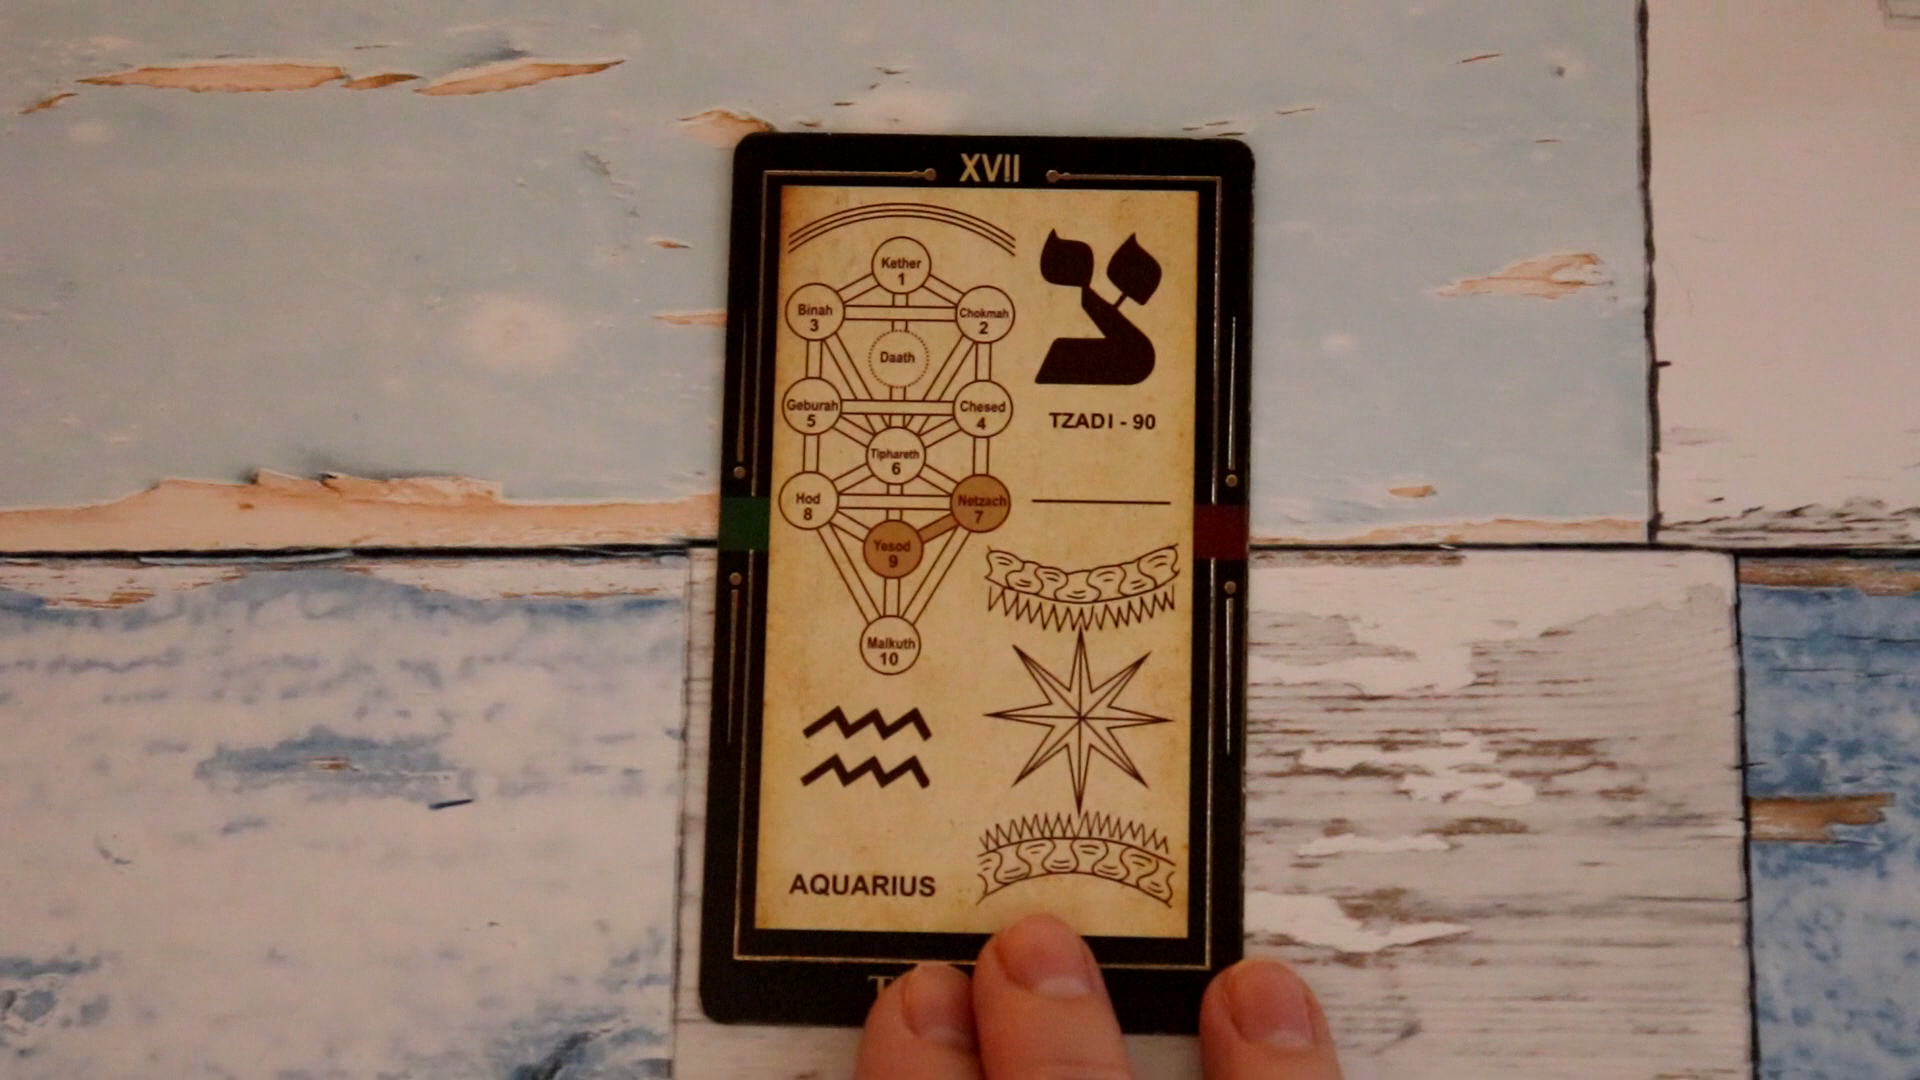 XVII
Kether
1
Binah
3
Chokmah
2
Daath
צ
TZADI - 90
Geburah
5
Chesed
4
Tiphareth
6
Hod
8
Netzach
7
Yesod
9
Malkuth
10
AQUARIUS